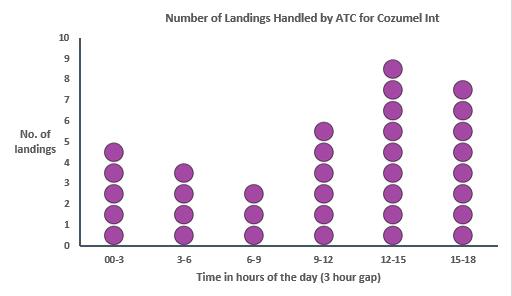 Number of Landings Handled by ATC for Cozumel Int
10
9
8
7
6
5
4
3
2
1
0
No. of
landings
00-3 3-6 6-9 9-12 12-15 15-18
Time in hours of the day (3 hour gap)